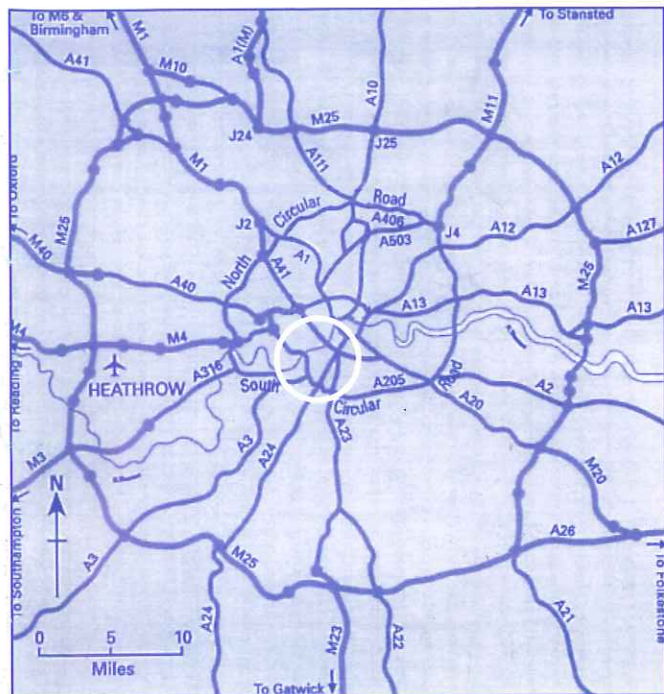 To M6 &
Birmingham
M1
A1(M)
To Stansted
A41
M10
A10
M11
M25
J24
J25
A111
A12
M1
To Oxford
M25
Circular
Road
A406
A503
J2
J4
A12
A127
M40
North
A41
A1
M25
A40
A13
A13
A13
M4
M4
HEATHROW
A316
South
A205
Road
A2
To Reading
Circular
A20
A23
A3
A24
M3
M20
N
To Southampton
A3
M25
A26
To Folkestone
A24
M23
A22
A21
0 5 10
Miles
To Gatwick